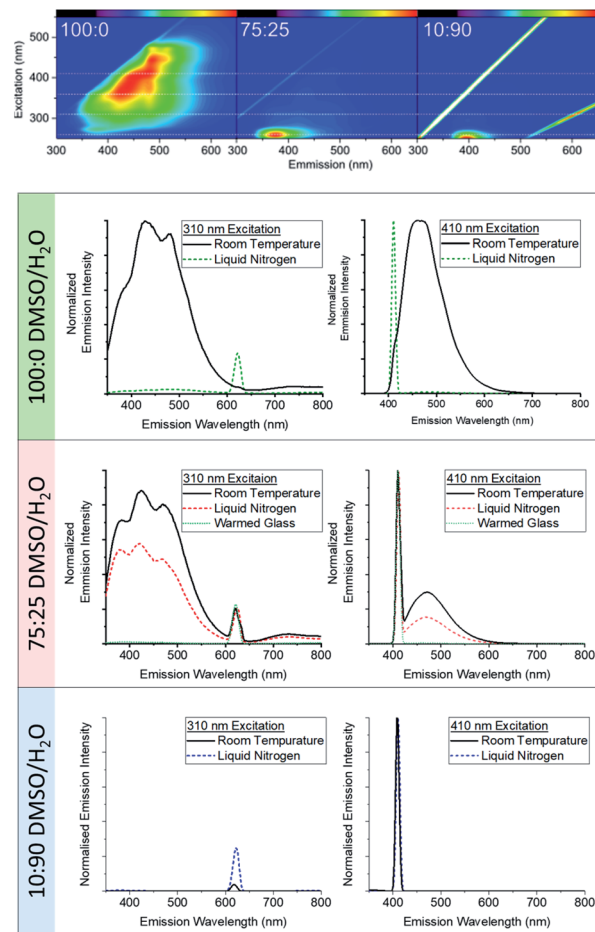 100:0 75:25 10:90
Excitation (nm)
500
400
300
300 400 500 600 300 400 500 600 300 400 500 600
Emmission (nm)
100:0 DMSO/H₂O
Normalized
Emmision Intensity
310 nm Excitation
Room Temperature
Liquid Nitrogen
400 500 600 700 800
Emission Wavelength (nm)
Normalized
Emmision Intensity
410 nm Excitation
Room Temperature
Liquid Nitrogen
400 500 600 700 800
Emission Wavelength (nm)
75:25 DMSO/H₂O
Normalized
Emmision Intensity
310 nm Excitaion
Room Temperature
Liquid Nitrogen
Warmed Glass
400 500 600 700 800
Emission Wavelength (nm)
Normalized
Emmision Intensity
410 nm Excitation
Room Temperature
Liquid Nitrogen
Warmed Glass
400 500 600 700 800
Emission Wavelength (nm)
10:90 DMSO/H₂O
Normalised Emission Intensity
310 nm Excitation
Room Tempurature
Liquid Nitrogen
400 500 600 700 800
Emission Wavelength (nm)
Normalised Emission Intensity
410 nm Excitation
Room Tempurature
Liquid Nitrogen
400 500 600 700 800
Emission Wavelength (nm)